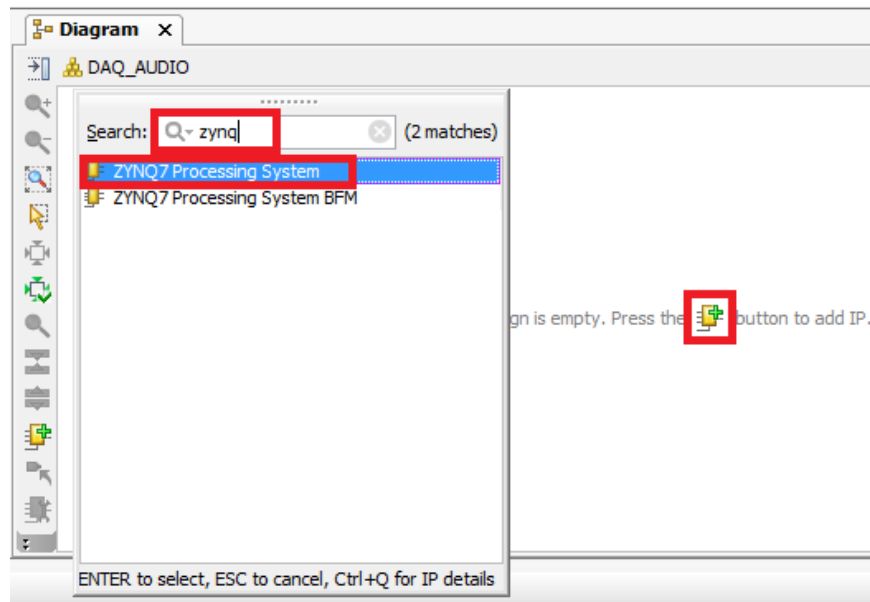 Diagram X
DAQ_AUDIO
Search: zynq (2 matches)
ZYNQ7 Processing System
ZYNQ7 Processing System BFM
gn is empty. Press the button to add IP.
ENTER to select, ESC to cancel, Ctrl+Q for IP details